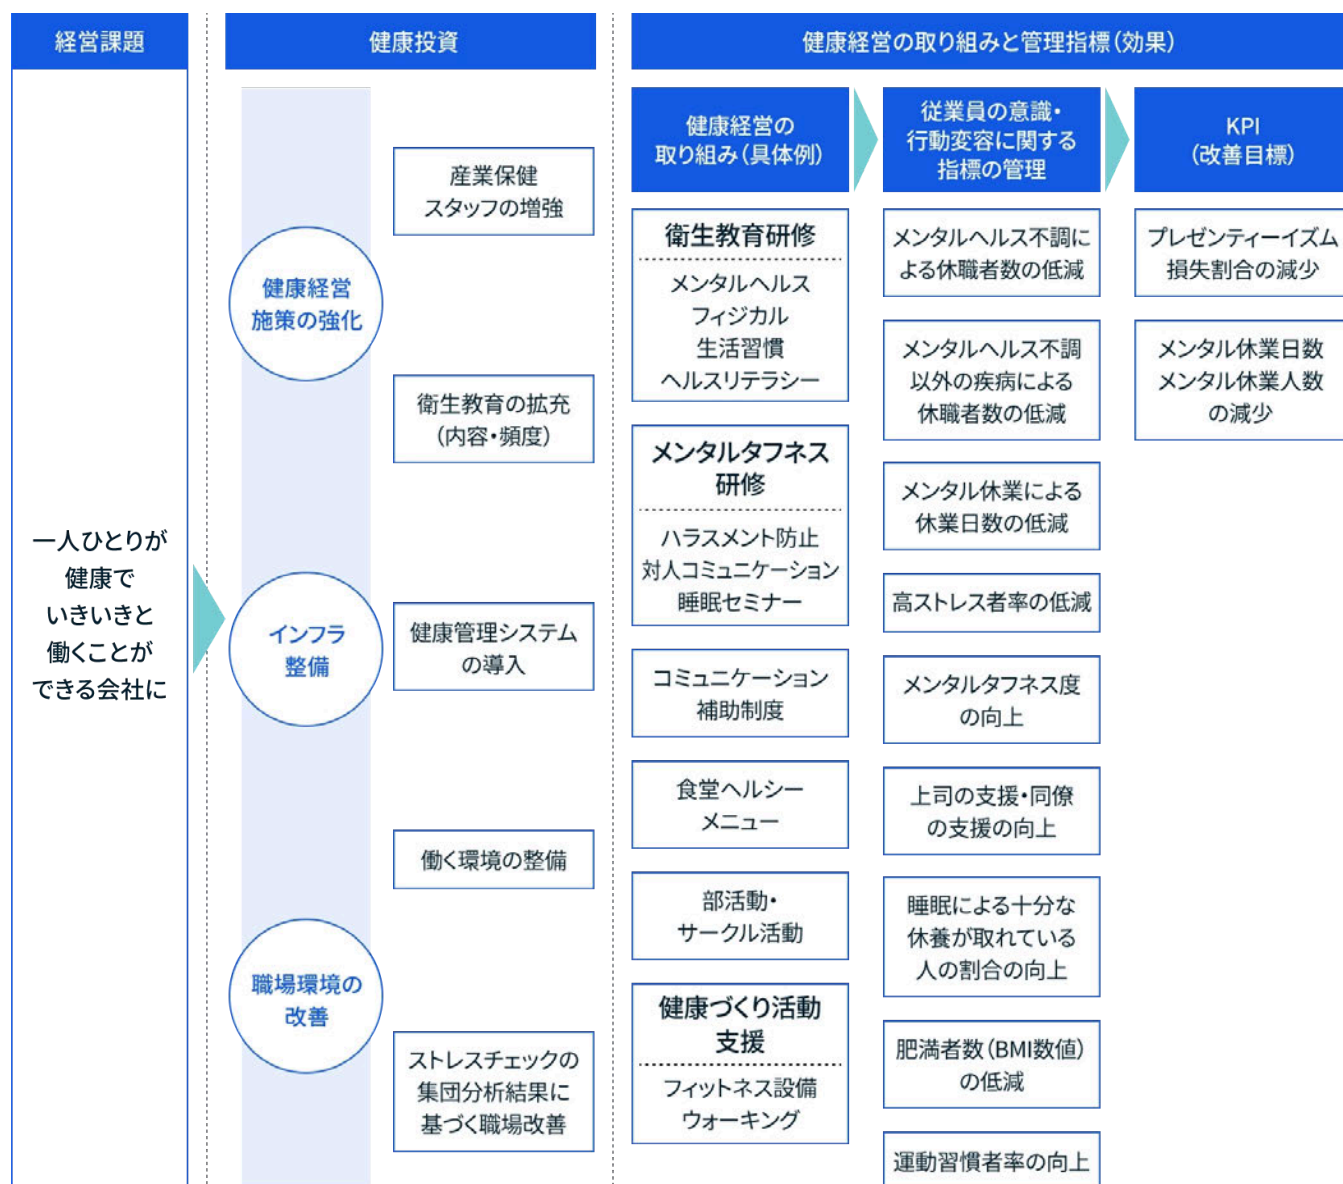 経営課題
健康投資
健康経営の取り組みと管理指標（効果）
一人ひとりが
健康で
いきいきと
働くことが
できる会社に
健康経営
施策の強化
インフラ
整備
職場環境の
改善
産業保健
スタッフの増強
衛生教育の拡充
（内容・頻度）
健康管理システム
の導入
働く環境の整備
ストレスチェックの
集団分析結果に
基づく職場改善
健康経営の
取り組み（具体例）
衛生教育研修
メンタルヘルス
フィジカル
生活習慣
ヘルスリテラシー
メンタルタフネス
研修
ハラスメント防止
対人コミュニケーション
睡眠セミナー
コミュニケーション
補助制度
食堂ヘルシー
メニュー
部活動・
サークル活動
健康づくり活動
支援
フィットネス設備
ウォーキング
従業員の意識・
行動変容に関する
指標の管理
メンタルヘルス不調に
よる休職者数の低減
メンタルヘルス不調
以外の疾病による
休職者数の低減
メンタル休業による
休業日数の低減
高ストレス者率の低減
メンタルタフネス度
の向上
上司の支援・同僚
の支援の向上
睡眠による十分な
休養が取れている
人の割合の向上
肥満者数（BMI数値）
の低減
運動習慣者率の向上
KPI
（改善目標）
プレゼンティーイズム
損失割合の減少
メンタル休業日数
メンタル休業人数
の減少